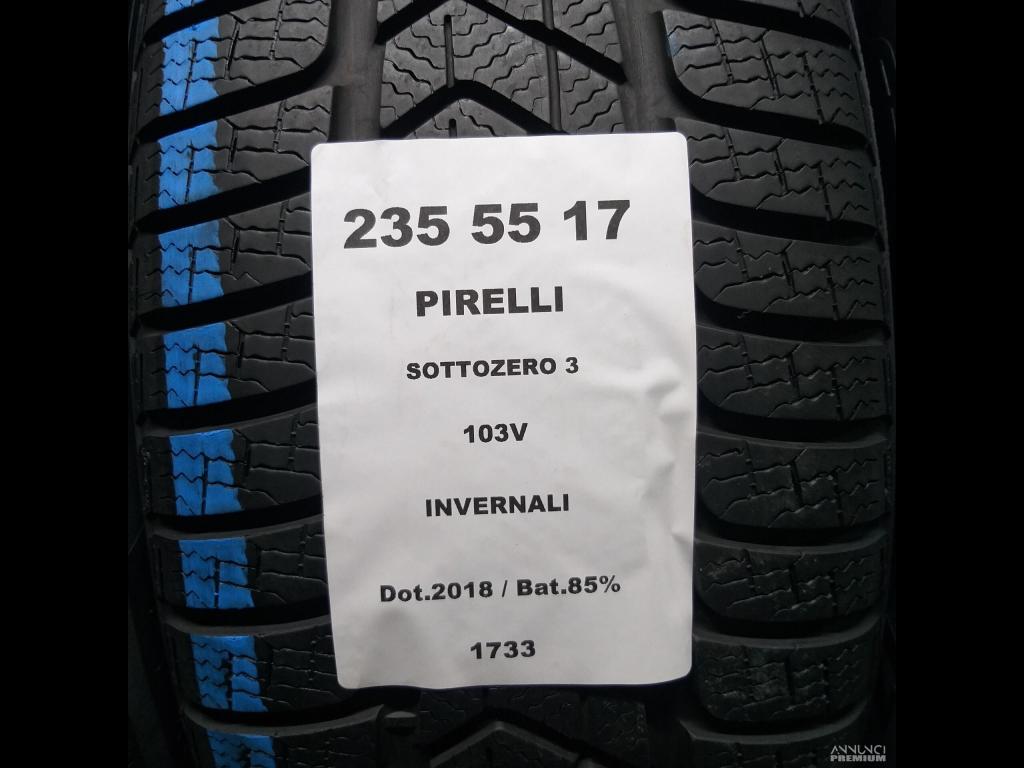 235 55 17
PIRELLI
SOTTOZERO 3
103V
INVERNALI
Dot.2018 / Bat.85%
1733
ANNUNCI
PREMIUM